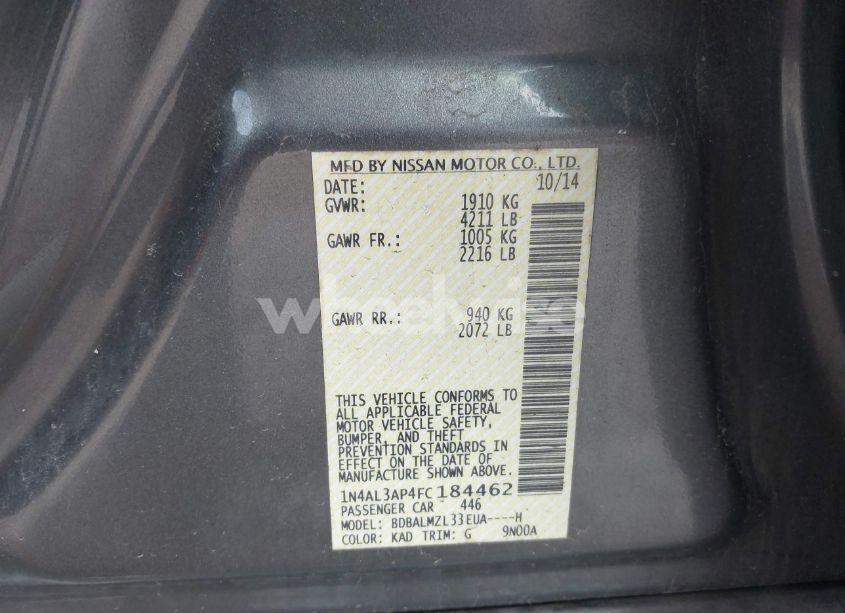 MFD BY NISSAN MOTOR CO., LTD.
DATE: 10/14
GVWR: 1910 KG
4211 LB
GAWR FR.: 1005 KG
2216 LB
GAWR RR.: 940 KG
2072 LB
THIS VEHICLE CONFORMS TO
ALL APPLICABLE FEDERAL
MOTOR VEHICLE SAFETY,
BUMPER, AND THEFT
PREVENTION STANDARDS IN
EFFECT ON THE DATE OF
MANUFACTURE SHOWN ABOVE.
1N4AL3AP4FC184462
PASSENGER CAR 446
MODEL: BDBALMZL33EUA----H
COLOR: KAD TRIM: G 9N00A